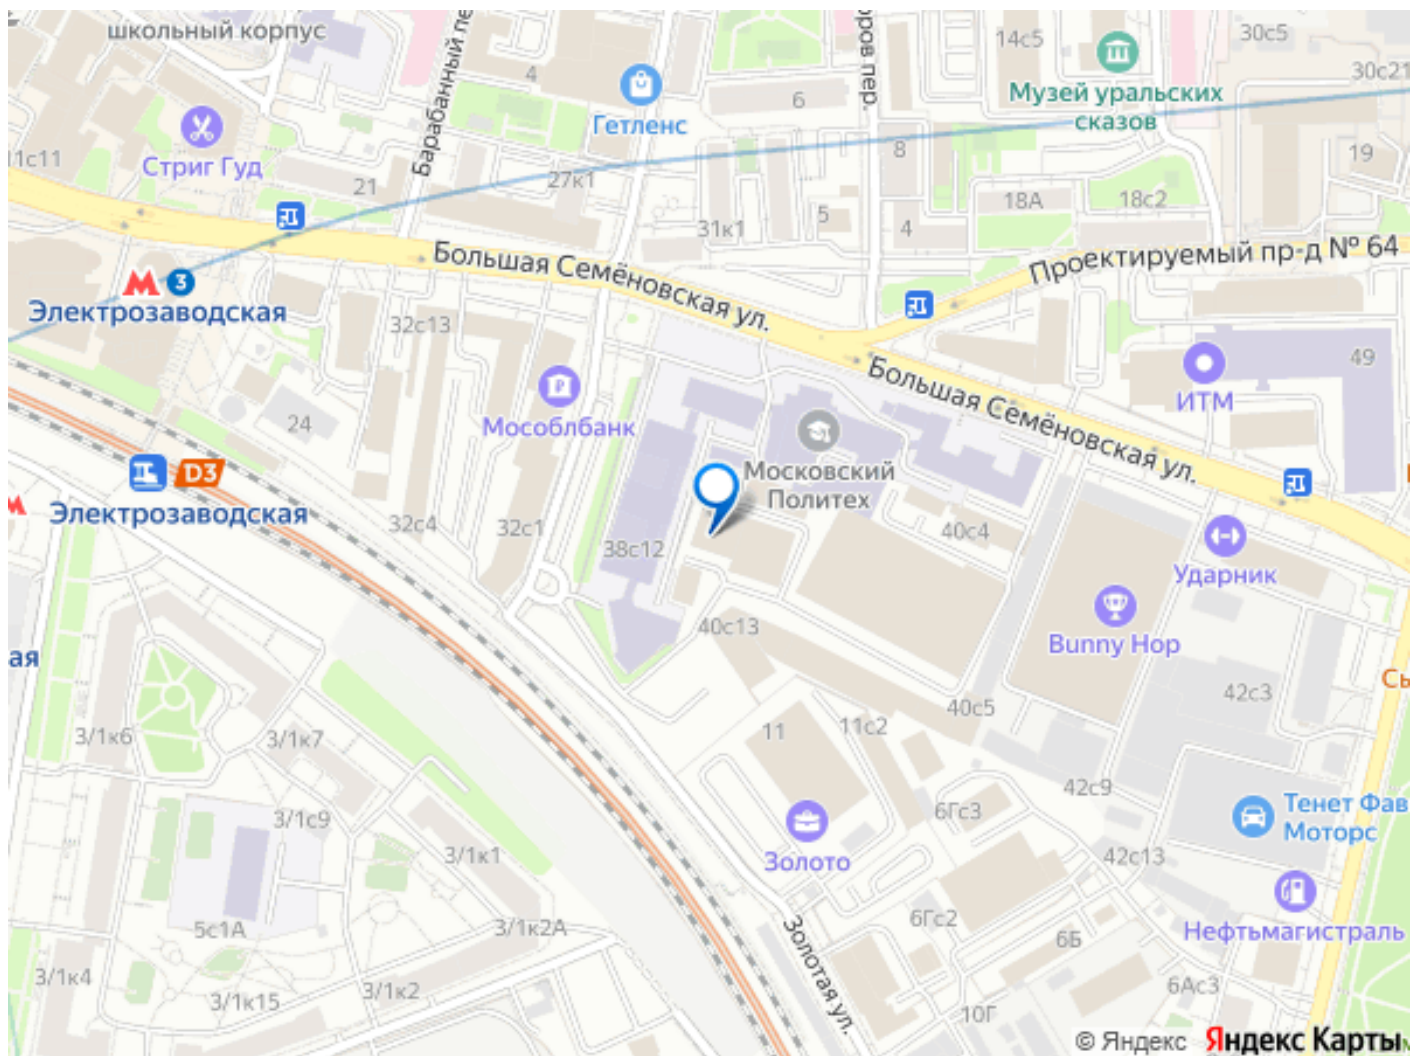 школьный корпус
Барабанный пе
4
Гетленс
6
оров пер.
14с5
30с5
30с21
Музей уральских
сказов
11с11
Стриг Гуд
21
27к1
8
19
31к1
5
4
18А
18с2
Большая Семёновская ул.
Проектируемый пр-д № 64
3
Электрозаводская
32с13
24
Мособлбанк
Московский
Политех
Большая Семёновская ул.
ИТМ
49
D3
Электрозаводская
32с4
32с1
38с12
40с4
Ударник
40с13
Bunny Hop
ая
Сы
42с3
40с5
3/1к6
3/1к7
11
11с2
42с9
6Гс3
Тенет Фав
Моторс
3/1с9
3/1к1
Золото
42с13
5с1А
3/1к2А
6Гс2
6Б
Нефтьмагистраль
3/1к4
3/1к15
3/1к2
Золотая ул.
10Г
6Ас3
© Яндекс Яндекс Карты